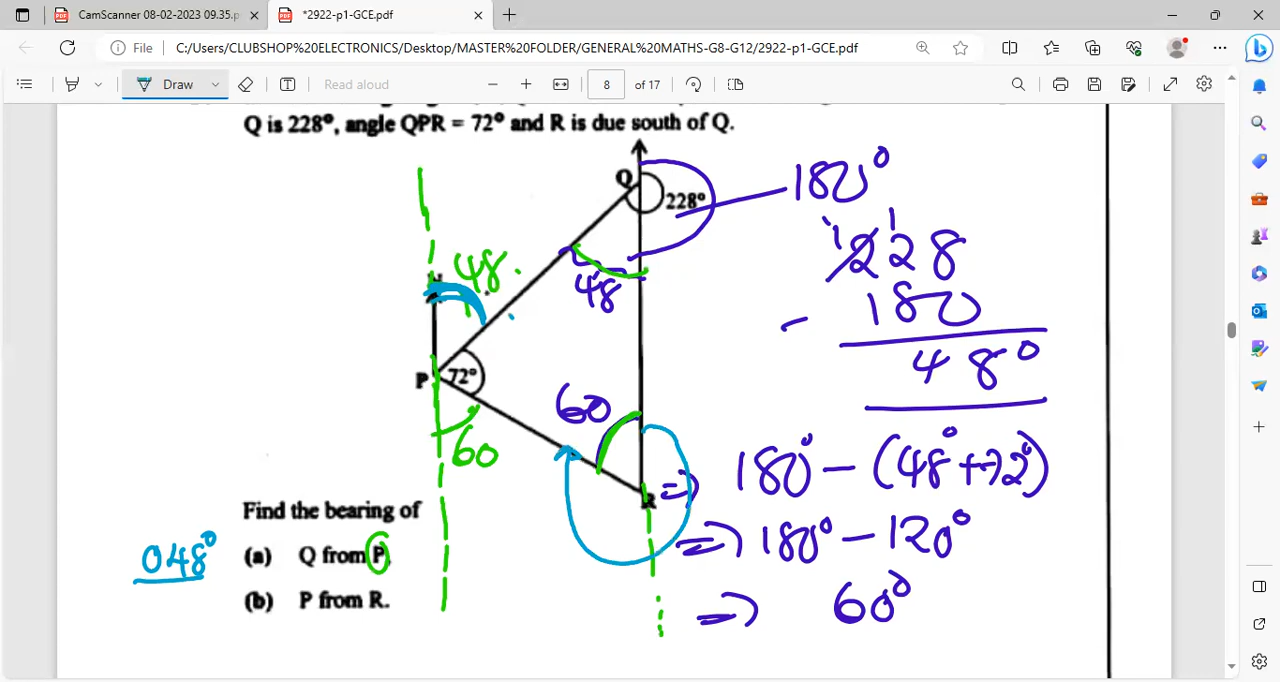 CamScanner 08-02-2023 09.35.p
*2922-p1-GCE.pdf
File
C:/Users/CLUBSHOP%20ELECTRONICS/Desktop/MASTER%20FOLDER/GENERAL%20MATHS-G8-G12/2922-p1-GCE.pdf
Draw
Read aloud
8 of 17
Q is 228°, angle QPR = 72° and R is due south of Q.
Q
228°
180°
228
- 180
48°
48
48
N
P
72°
60
60
R
⇒ 180° - (48° + 72°)
⇒ 180° - 120°
⇒ 60°
Find the bearing of
048°
(a) Q from P.
(b) P from R.